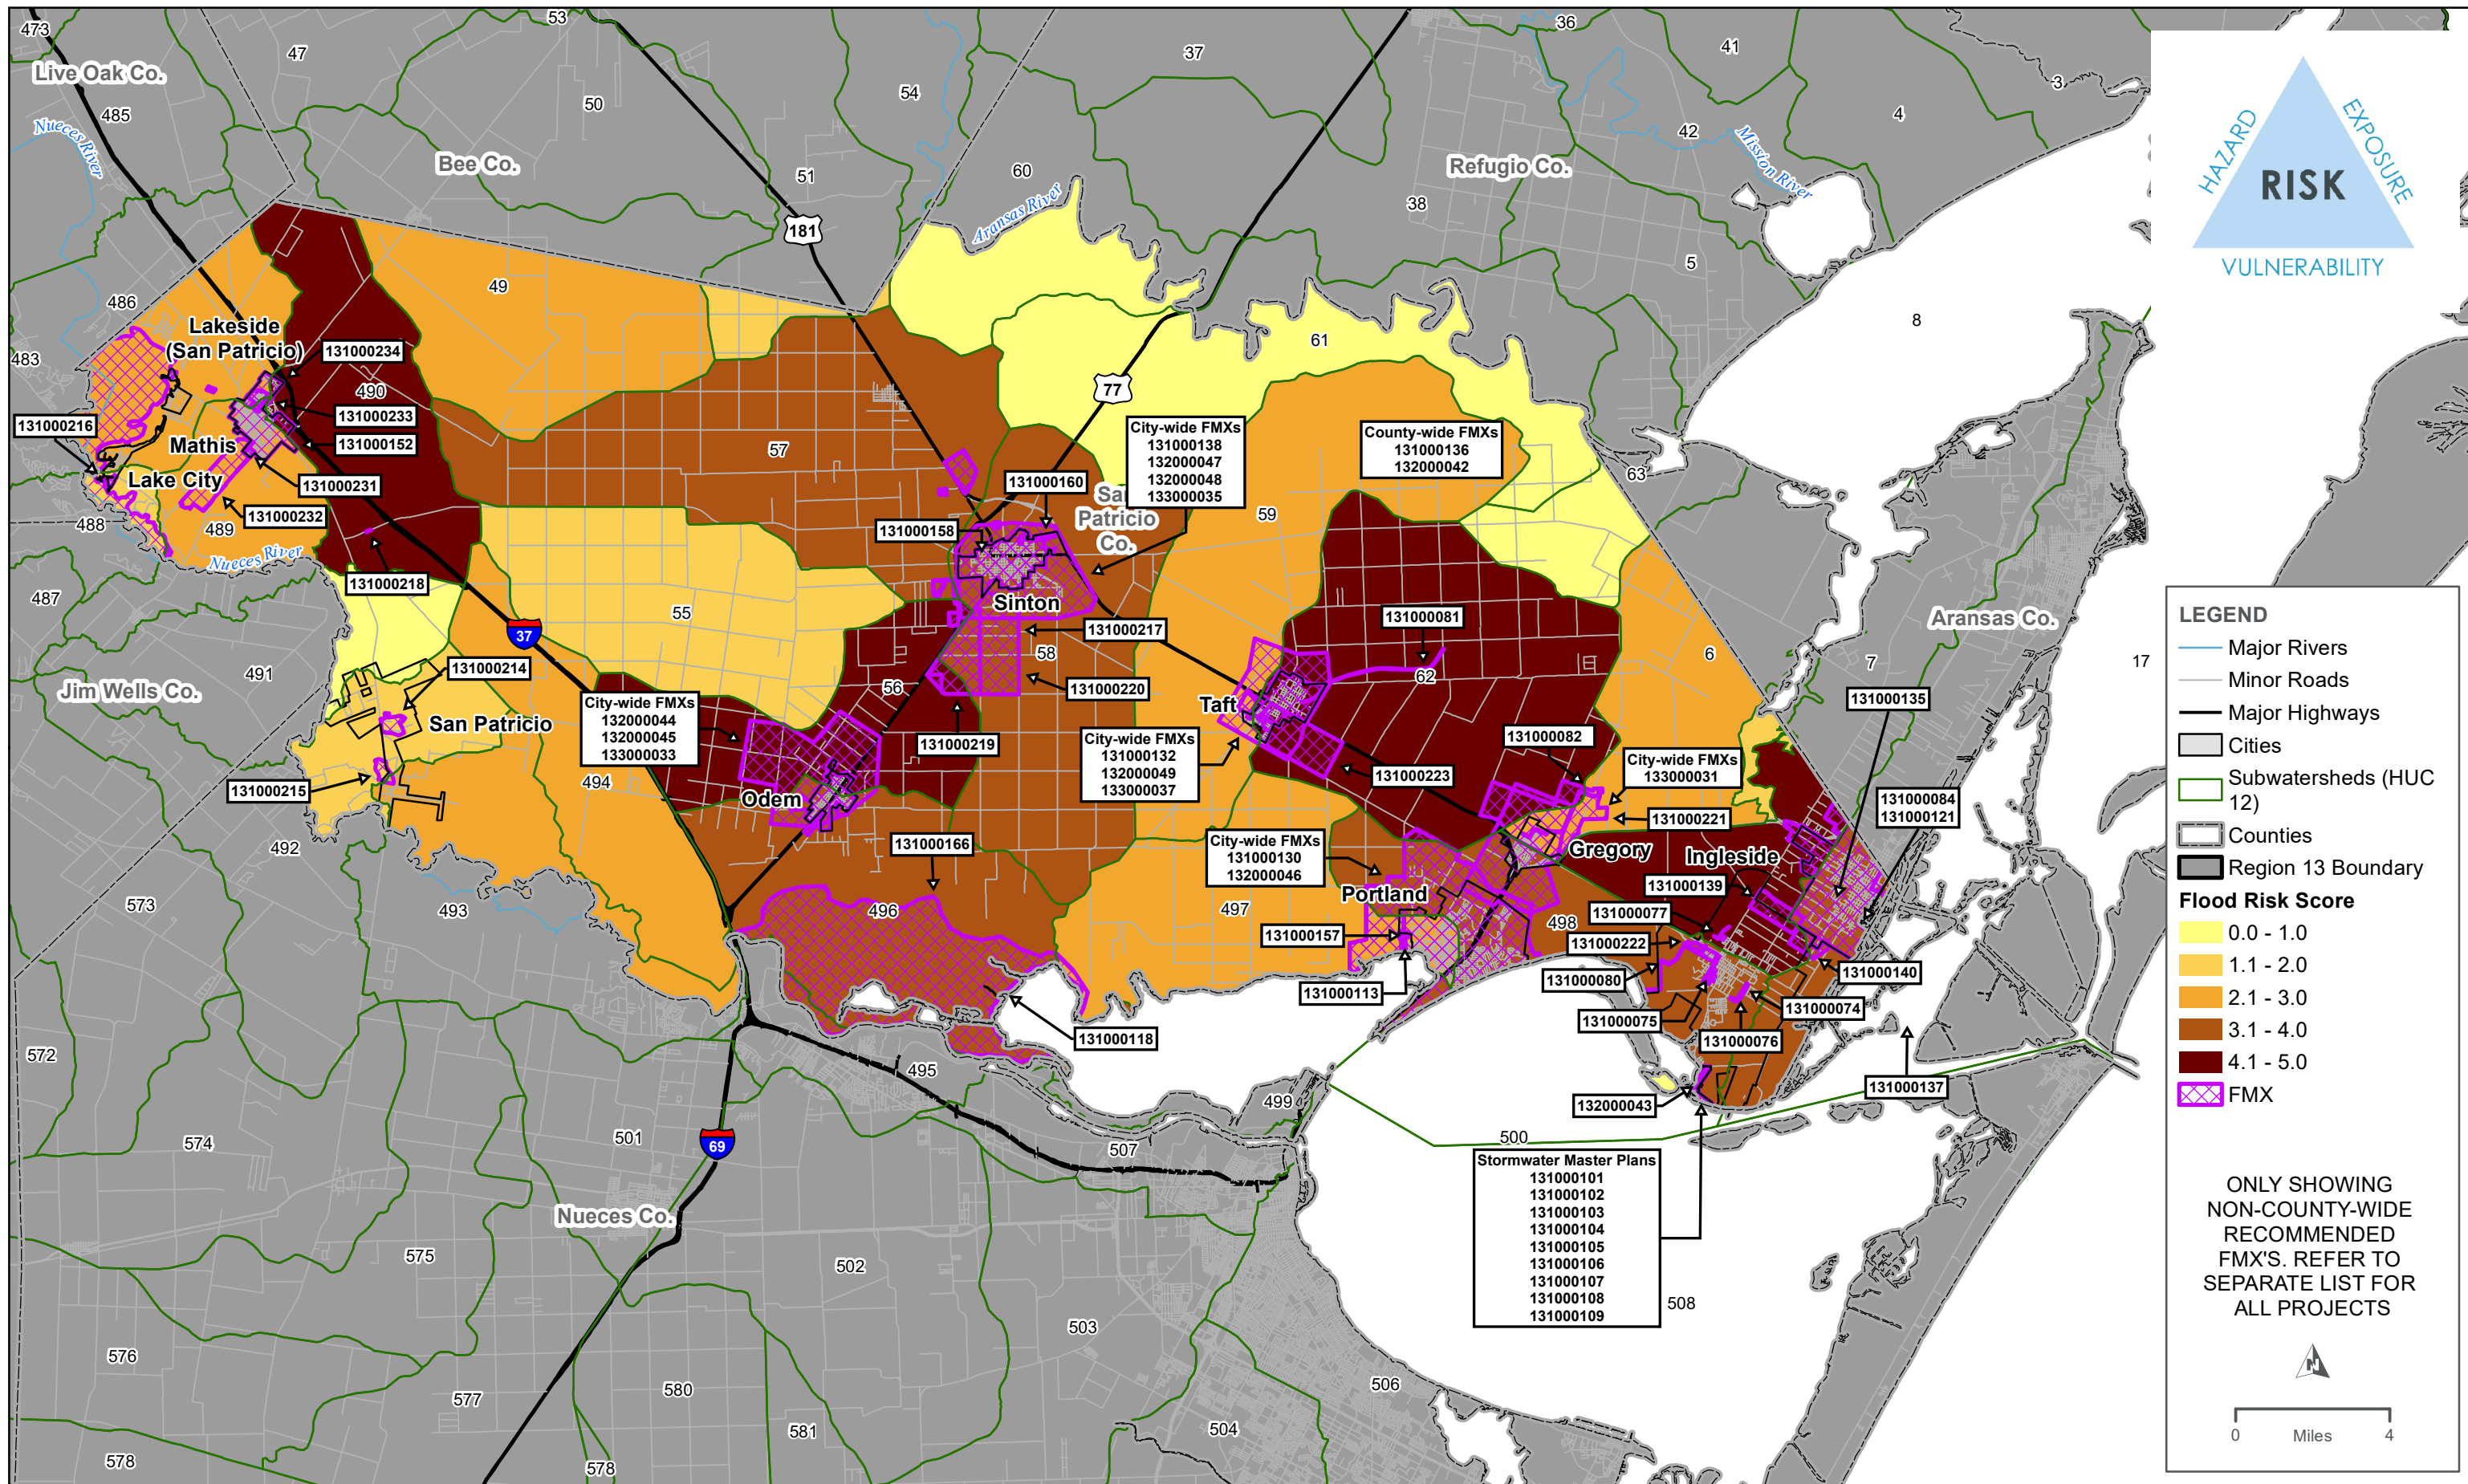 473
53
36
47
37
41
Live Oak Co.
3
54
50
4
485
Nueces River
42
Mission River
Bee Co.
51
60
Refugio Co.
38
Aransas River
181
5
49
486
8
Lakeside
(San Patricio)
61
131000234
483
490
77
131000233
131000216
Mathis
131000152
57
City-wide FMXs
131000138
132000047
132000048
133000035
County-wide FMXs
131000136
132000042
63
Lake City
131000231
131000160
San
Patricio
Co.
59
131000232
489
488
131000158
Nueces River
131000218
487
Sinton
55
37
131000217
131000081
Aransas Co.
58
6
7
17
131000214
491
Jim Wells Co.
56
131000220
62
131000135
City-wide FMXs
132000044
132000045
133000033
San Patricio
Taft
131000219
City-wide FMXs
131000132
132000049
133000037
131000082
131000223
City-wide FMXs
133000031
494
131000215
Odem
131000084
131000121
131000221
492
131000166
City-wide FMXs
131000130
132000046
Gregory
Ingleside
573
493
496
497
Portland
131000139
131000077
498
131000157
131000222
131000140
131000080
131000113
131000074
131000075
131000118
131000076
572
495
131000137
499
132000043
574
501
69
507
500
Stormwater Master Plans
131000101
131000102
131000103
131000104
131000105
131000106
131000107
131000108
131000109
Nueces Co.
575
502
508
503
576
577
580
506
581
504
578
578
HAZARD
EXPOSURE
RISK
VULNERABILITY
LEGEND
Major Rivers
Minor Roads
Major Highways
Cities
Subwatersheds (HUC
12)
Counties
Region 13 Boundary
Flood Risk Score
0.0 - 1.0
1.1 - 2.0
2.1 - 3.0
3.1 - 4.0
4.1 - 5.0
FMX
ONLY SHOWING
NON-COUNTY-WIDE
RECOMMENDED
FMX'S. REFER TO
SEPARATE LIST FOR
ALL PROJECTS
N
0 Miles 4